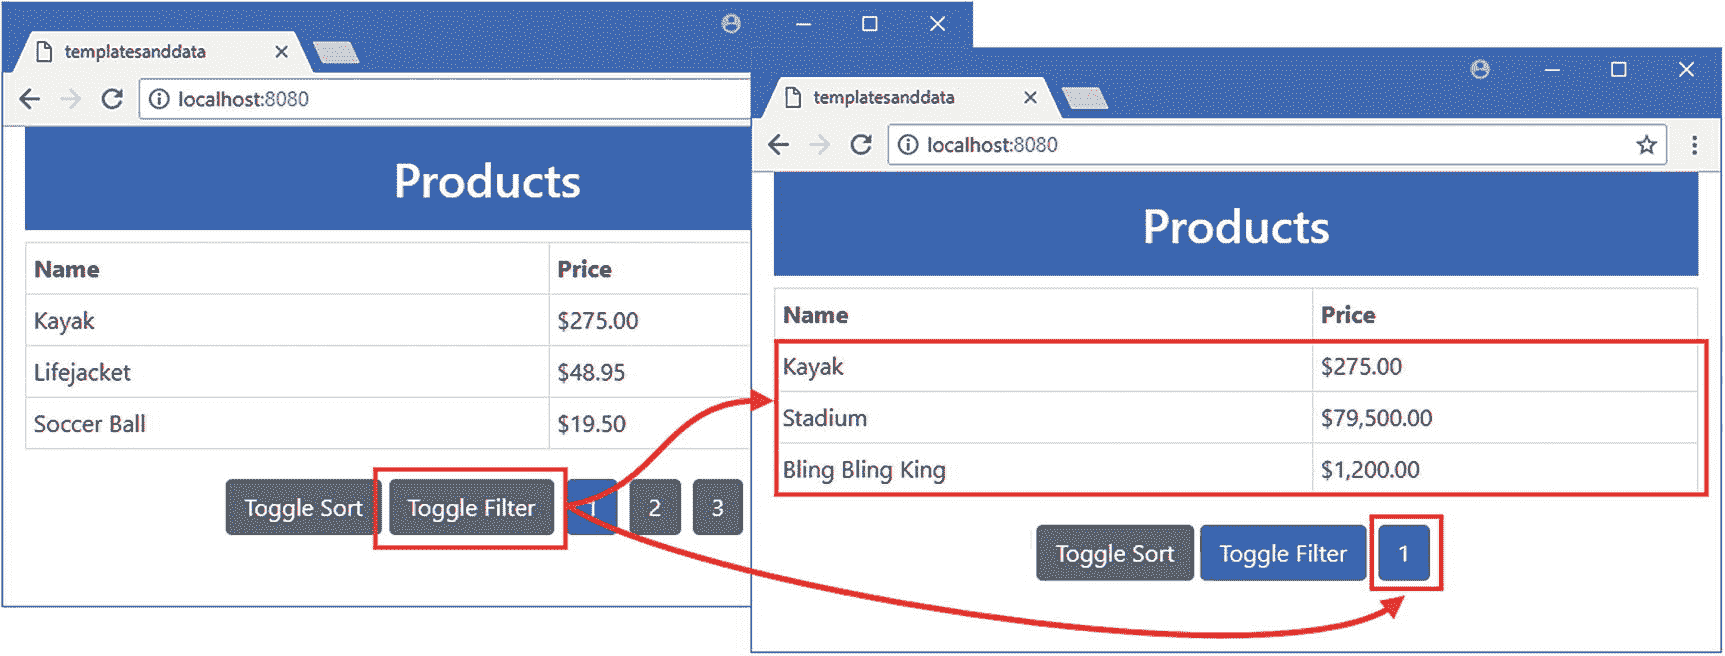 templatesanddata
localhost:8080
Products
Name Price
Kayak $275.00
Lifejacket $48.95
Soccer Ball $19.50
Toggle Sort Toggle Filter 1 2 3
templatesanddata
localhost:8080
Products
Name Price
Kayak $275.00
Stadium $79,500.00
Bling Bling King $1,200.00
Toggle Sort Toggle Filter 1